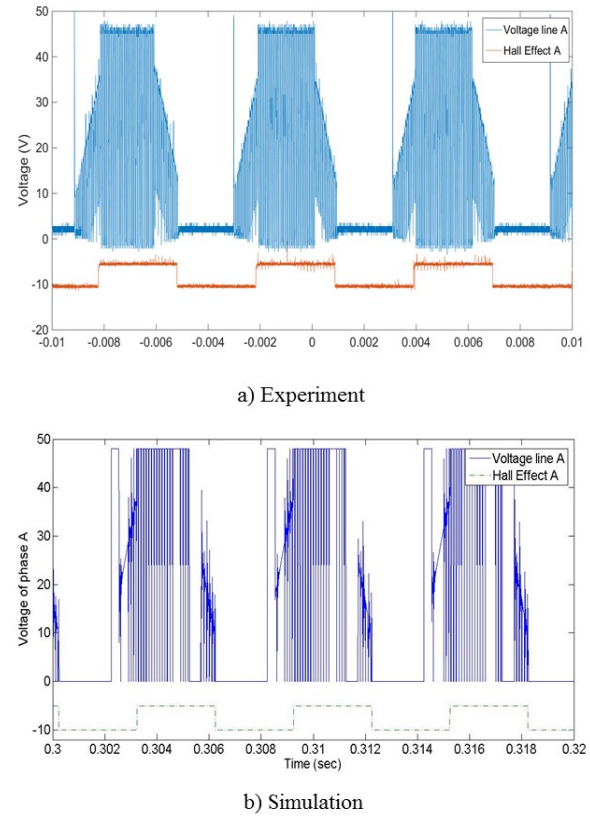 50
40
30
20
10
0
-10
-20
Voltage (V)
Voltage line A
Hall Effect A
-0.01 -0.008 -0.006 -0.004 -0.002 0 0.002 0.004 0.006 0.008 0.01
a) Experiment
50
40
30
20
10
0
-10
Voltage of phase A
Voltage line A
Hall Effect A
0.3 0.302 0.304 0.306 0.308 0.31 0.312 0.314 0.316 0.318 0.32
Time (sec)
b) Simulation